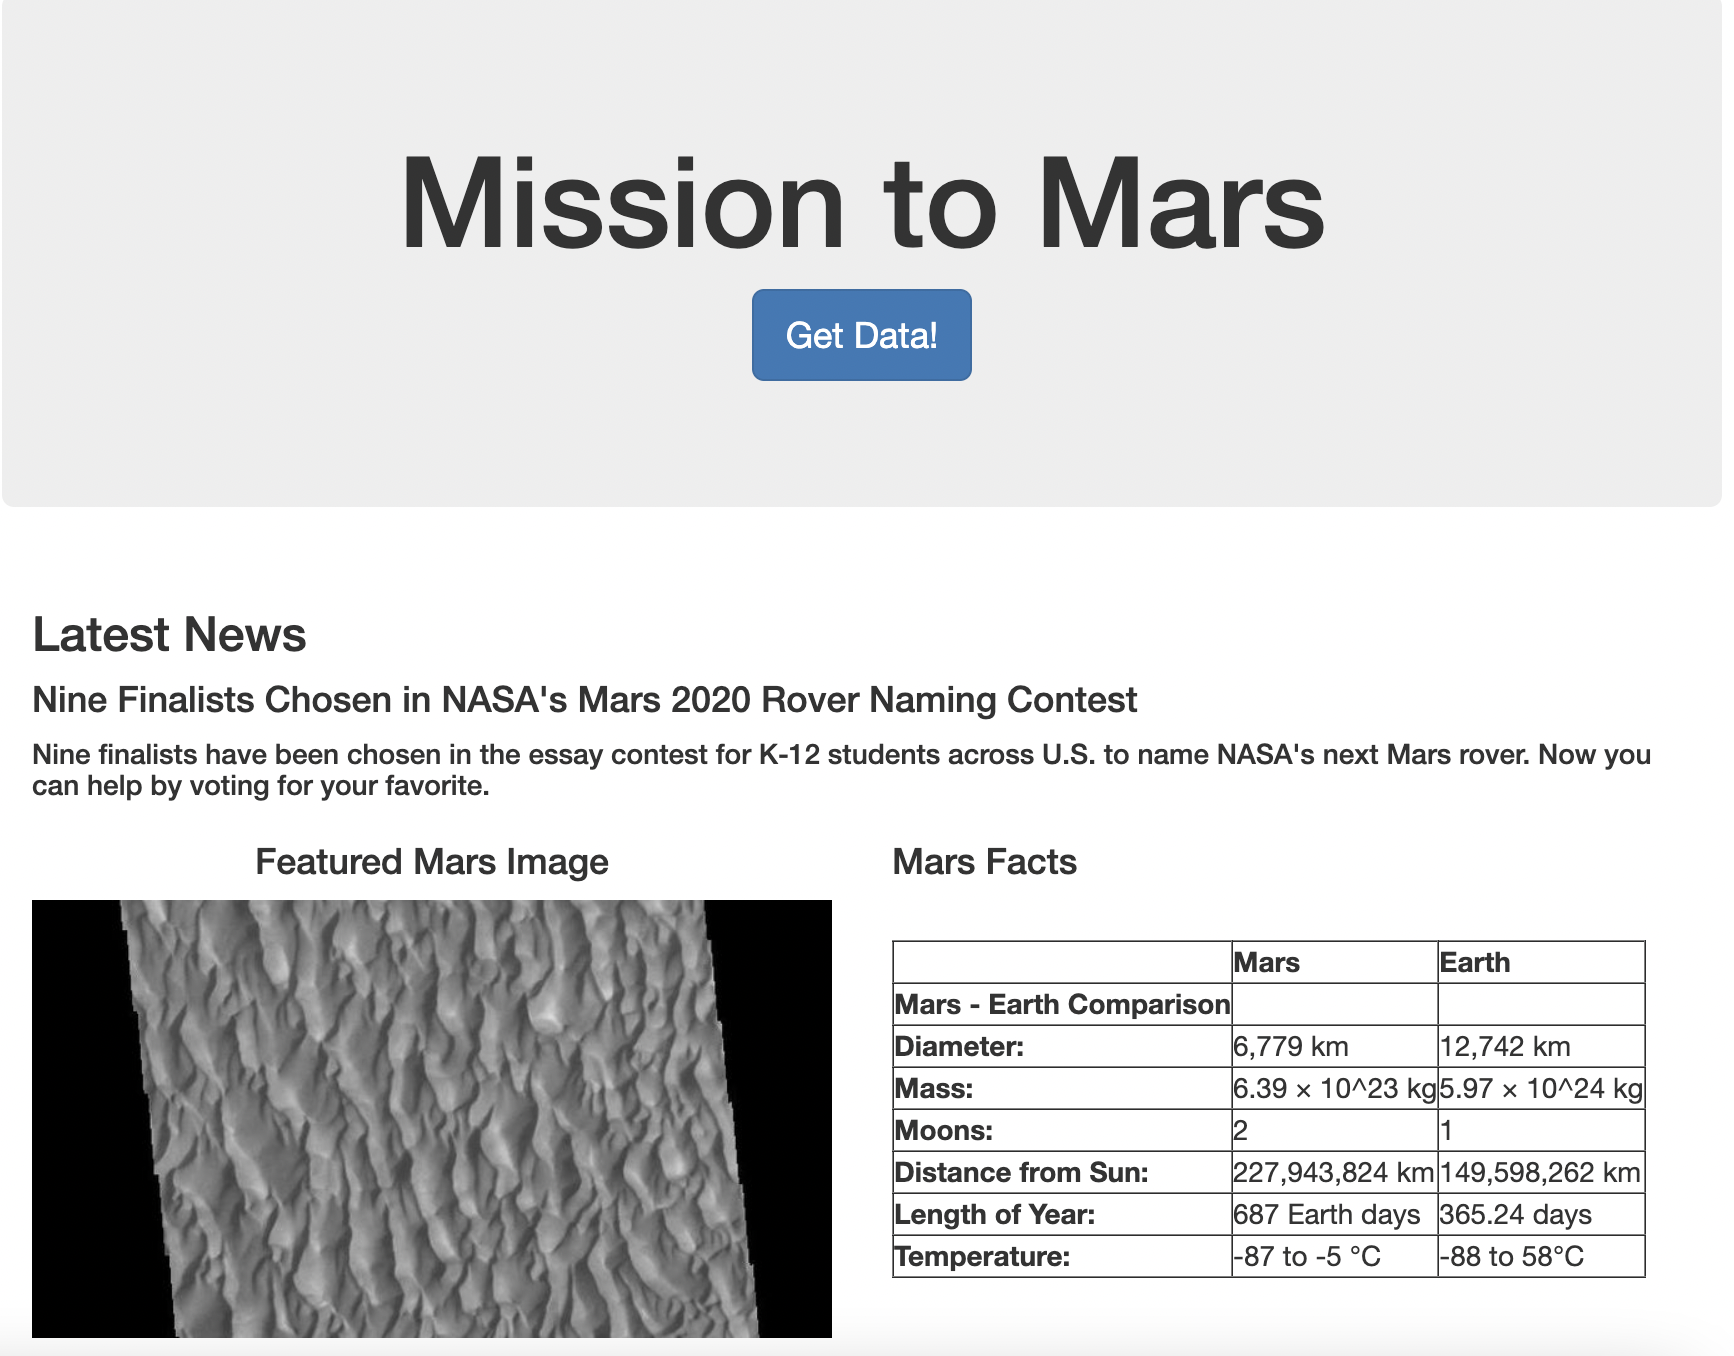 Mission to Mars
Get Data!
Latest News
Nine Finalists Chosen in NASA's Mars 2020 Rover Naming Contest
Nine finalists have been chosen in the essay contest for K-12 students across U.S. to name NASA's next Mars rover. Now you
can help by voting for your favorite.
Featured Mars Image
Mars Facts
Mars Earth
Mars - Earth Comparison
Diameter: 6,779 km 12,742 km
Mass: 6.39 × 10^23 kg 5.97 × 10^24 kg
Moons: 2 1
Distance from Sun: 227,943,824 km 149,598,262 km
Length of Year: 687 Earth days 365.24 days
Temperature: -87 to -5 °C -88 to 58°C